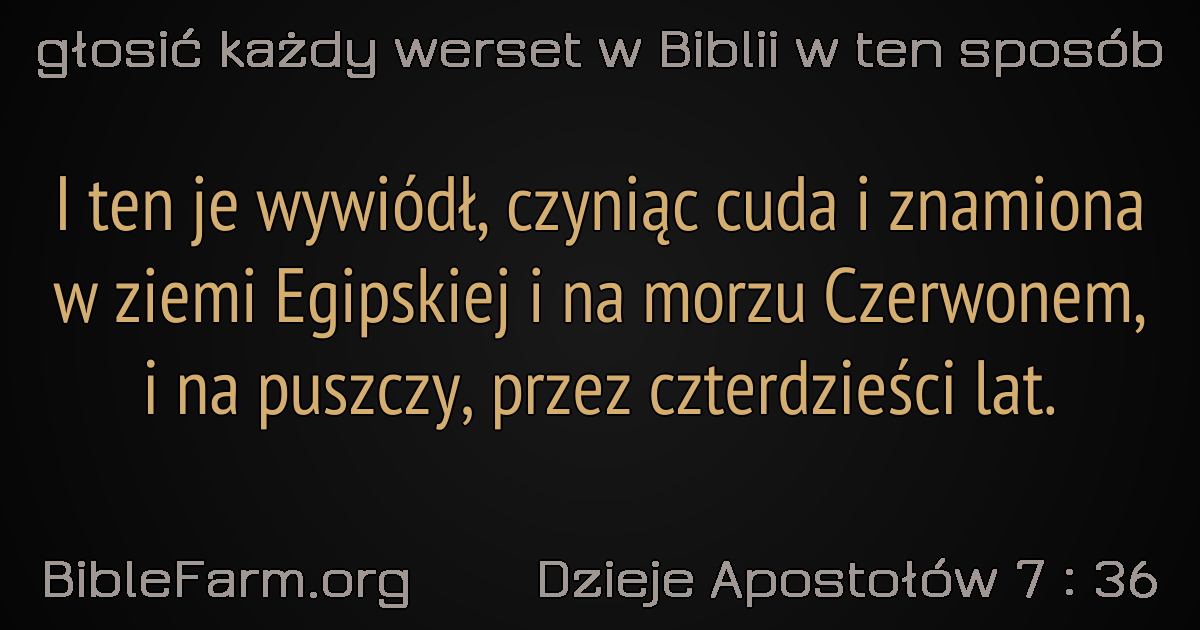 głosić każdy werset w Biblii w ten sposób
I ten je wywiódł, czyniąc cuda i znamiona
w ziemi Egipskiej i na morzu Czerwonem,
i na puszczy, przez czterdzieści lat.
BibleFarm.org
Dzieje Apostołów 7 : 36